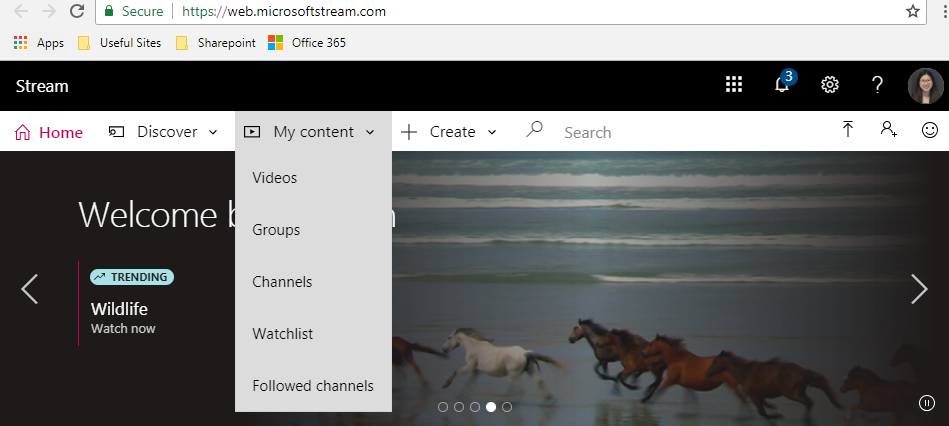 Secure https://web.microsoftstream.com
Apps Useful Sites Sharepoint Office 365
Stream
3 ?
Home Discover My content Create Search
Videos
Welcome b
Groups
TRENDING
Channels
Wildlife
Watch now
Watchlist
Followed channels